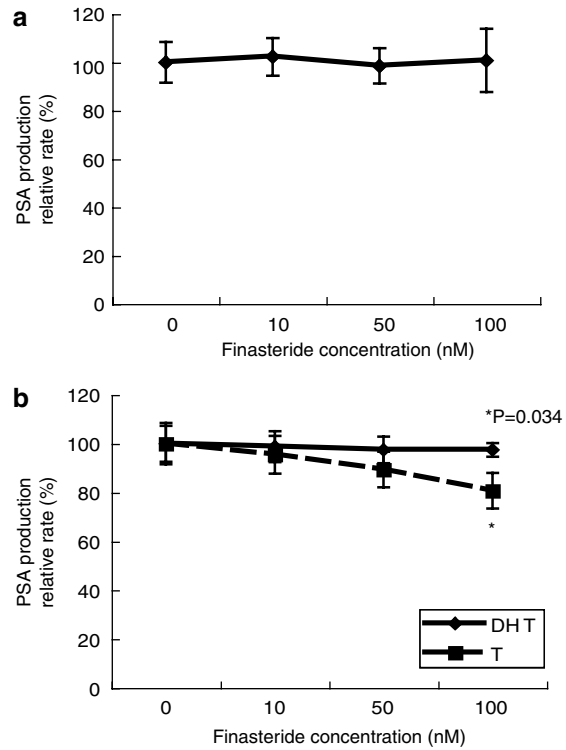 a
PSA production
relative rate (%)
120
100
80
60
40
20
0
0 10 50 100
Finasteride concentration (nM)
b
PSA production
relative rate (%)
120
100
80
60
40
20
0
*P=0.034
*
DH T
T
0 10 50 100
Finasteride concentration (nM)